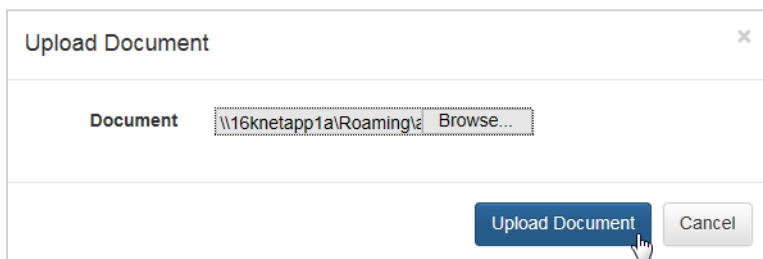 Upload Document ×
Document \\16knetapp1a\Roaming\a Browse...
Upload Document Cancel